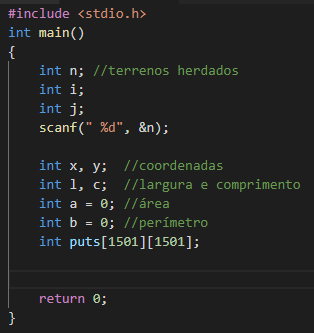 #include <stdio.h>
int main()
{
int n; //terrenos herdados
int i;
int j;
scanf(" %d", &n);
int x, y; //coordenadas
int l, c; //largura e comprimento
int a = 0; //área
int b = 0; //perímetro
int puts[1501][1501];
return 0;
}